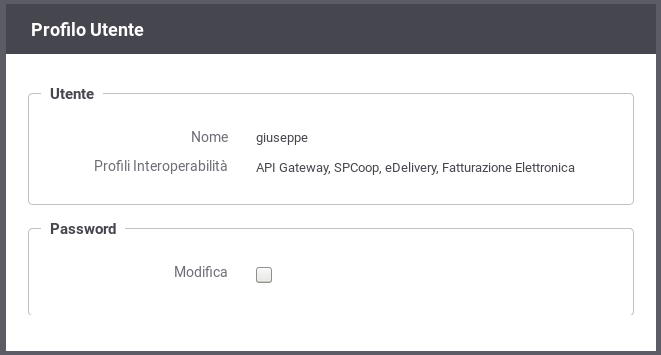 Profilo Utente
Utente
Nome giuseppe
Profili Interoperabilità API Gateway, SPCoop, eDelivery, Fatturazione Elettronica
Password
Modifica